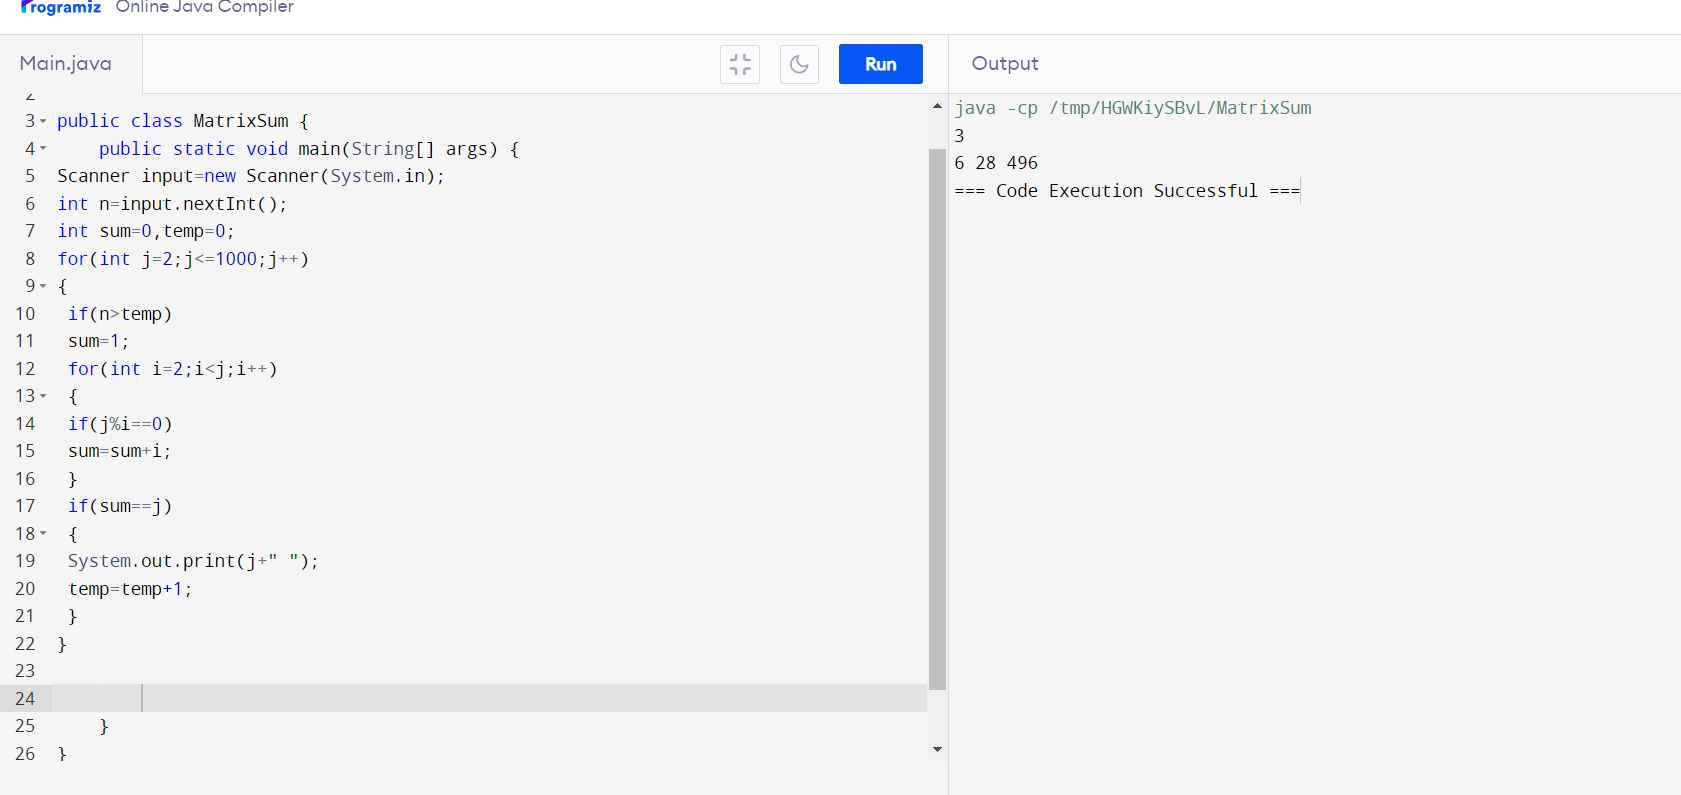 Programiz Online Java Compiler
Main.java
Run
Output
2
3 public class MatrixSum {
4     public static void main(String[] args) {
5 Scanner input=new Scanner(System.in);
6 int n=input.nextInt();
7 int sum=0,temp=0;
8 for(int j=2;j<=1000;j++)
9 {
10  if(n>temp)
11  sum=1;
12  for(int i=2;i<j;i++)
13  {
14  if(j%i==0)
15  sum=sum+i;
16  }
17  if(sum==j)
18  {
19  System.out.print(j+" ");
20  temp=temp+1;
21  }
22 }
23
24
25     }
26 }
java -cp /tmp/HGWKiySBvL/MatrixSum
3
6 28 496
=== Code Execution Successful ===